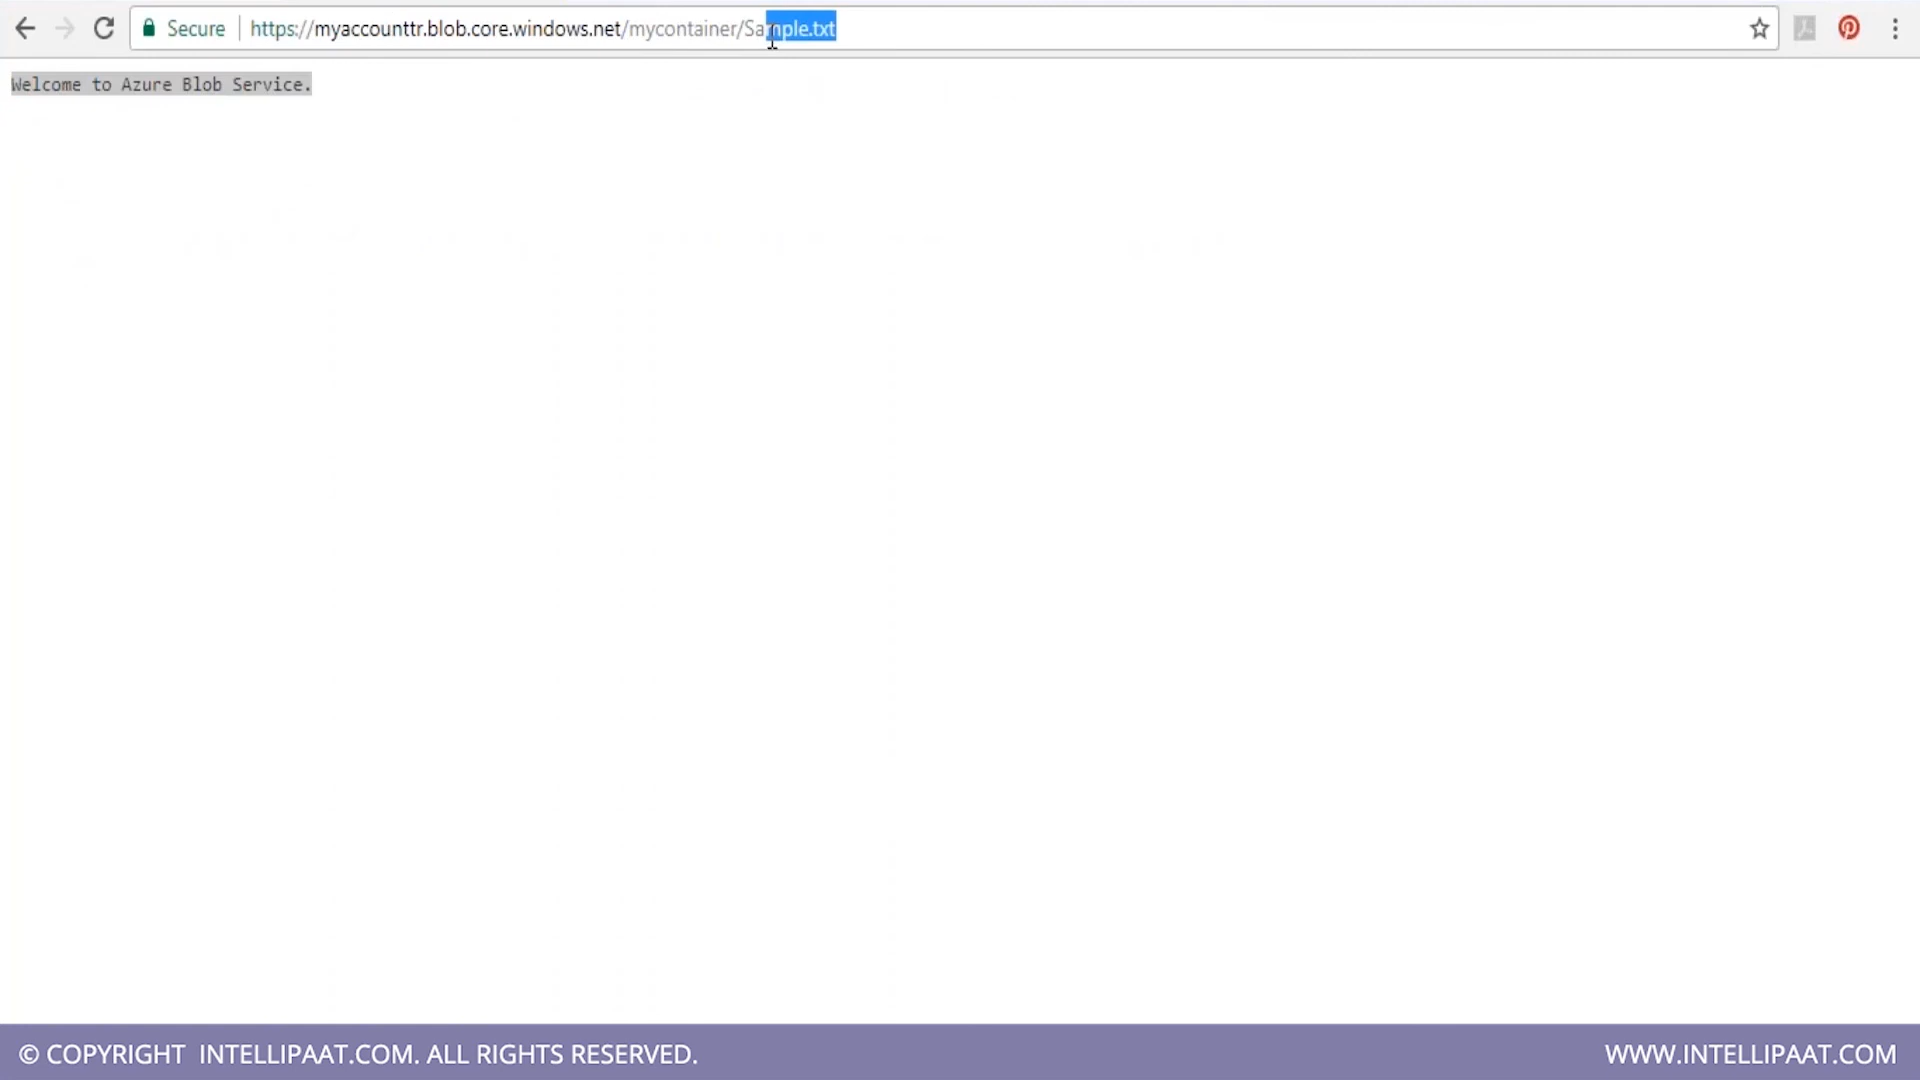 Secure | https://myaccounttr.blob.core.windows.net/mycontainer/Sample.txt
Welcome to Azure Blob Service.
© COPYRIGHT INTELLIPAAT.COM. ALL RIGHTS RESERVED.
WWW.INTELLIPAAT.COM